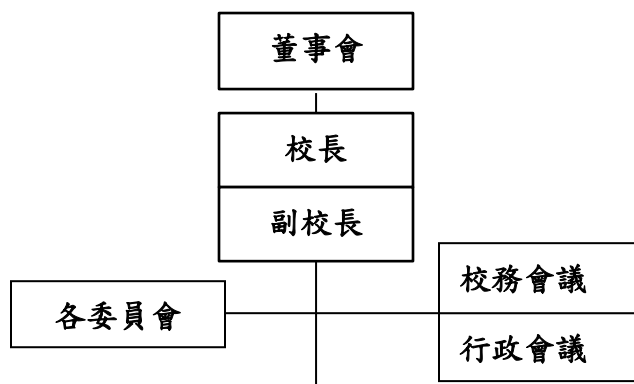 董事會
校長
副校長
校務會議
各委員會
行政會議